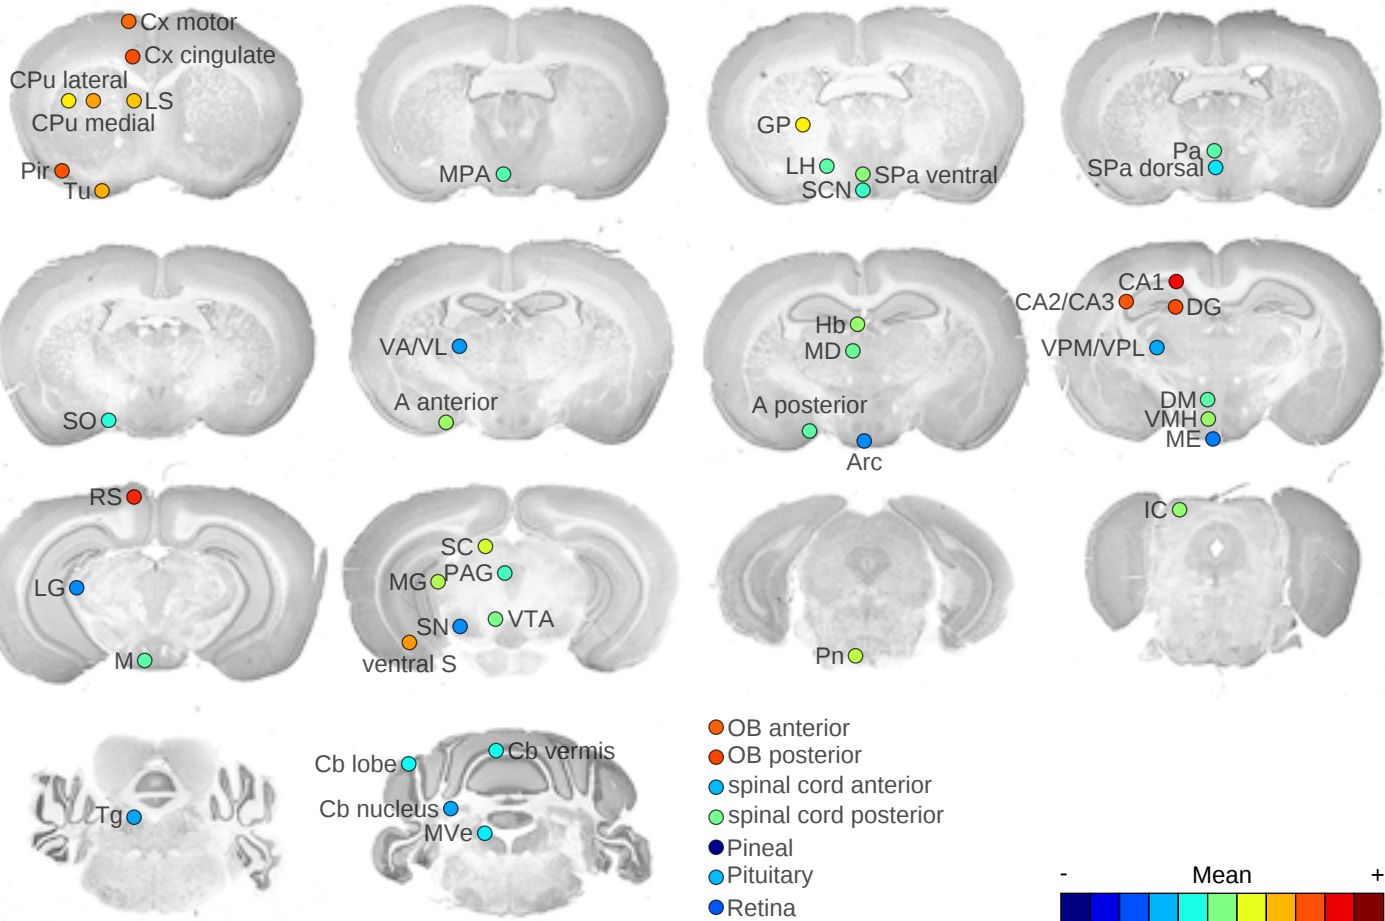 Cx motor
Cx cingulate
CPu lateral
LS
CPu medial
Pir
Tu
MPA
GP
LH
SPa ventral
SCN
Pa
SPa dorsal
SO
VA/VL
A anterior
Hb
MD
A posterior
Arc
CA1
CA2/CA3
DG
VPM/VPL
DM
VMH
ME
RS
LG
M
SC
PAG
MG
VTA
SN
ventral S
Pn
IC
Tg
Cb vermis
Cb lobe
Cb nucleus
MVe
OB anterior
OB posterior
spinal cord anterior
spinal cord posterior
Pineal
Pituitary
Retina
- Mean +